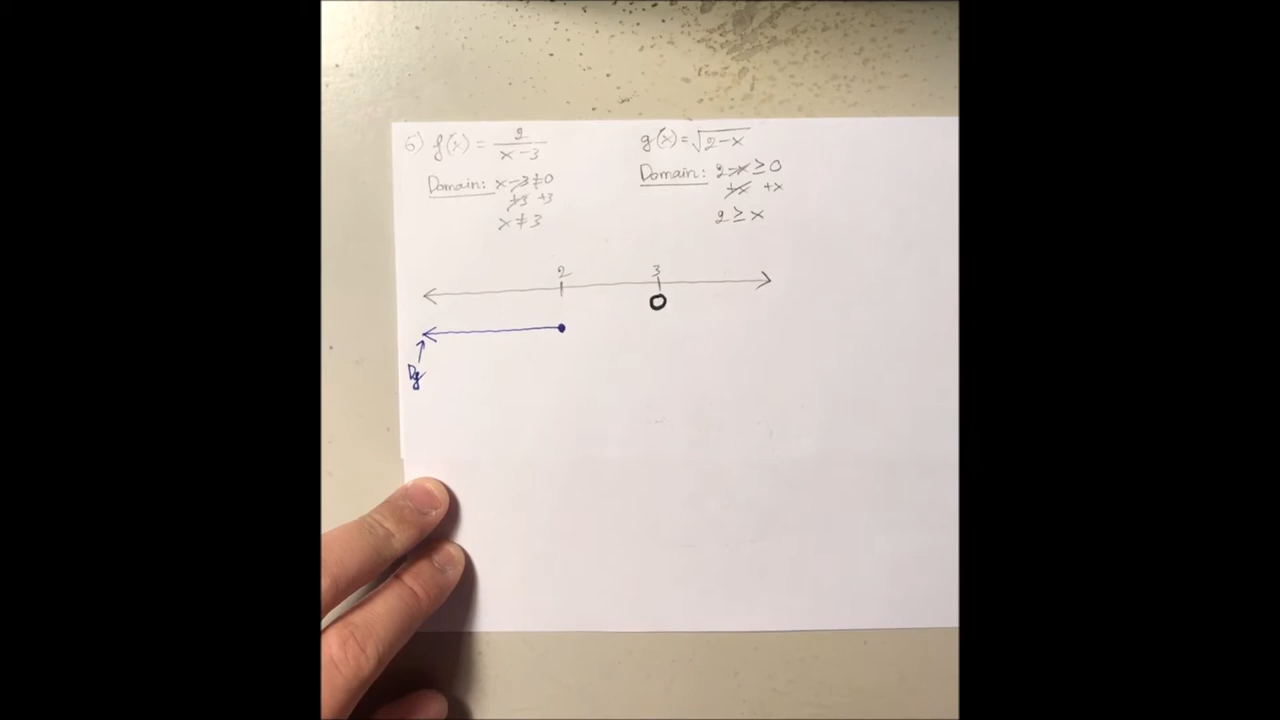 6) f(x) = 2/(x-3)
Domain: x-3≠0
+3 +3
x≠3
g(x) = √(2-x)
Domain: 2-x≥0
+x +x
2≥x
2 3
Dg